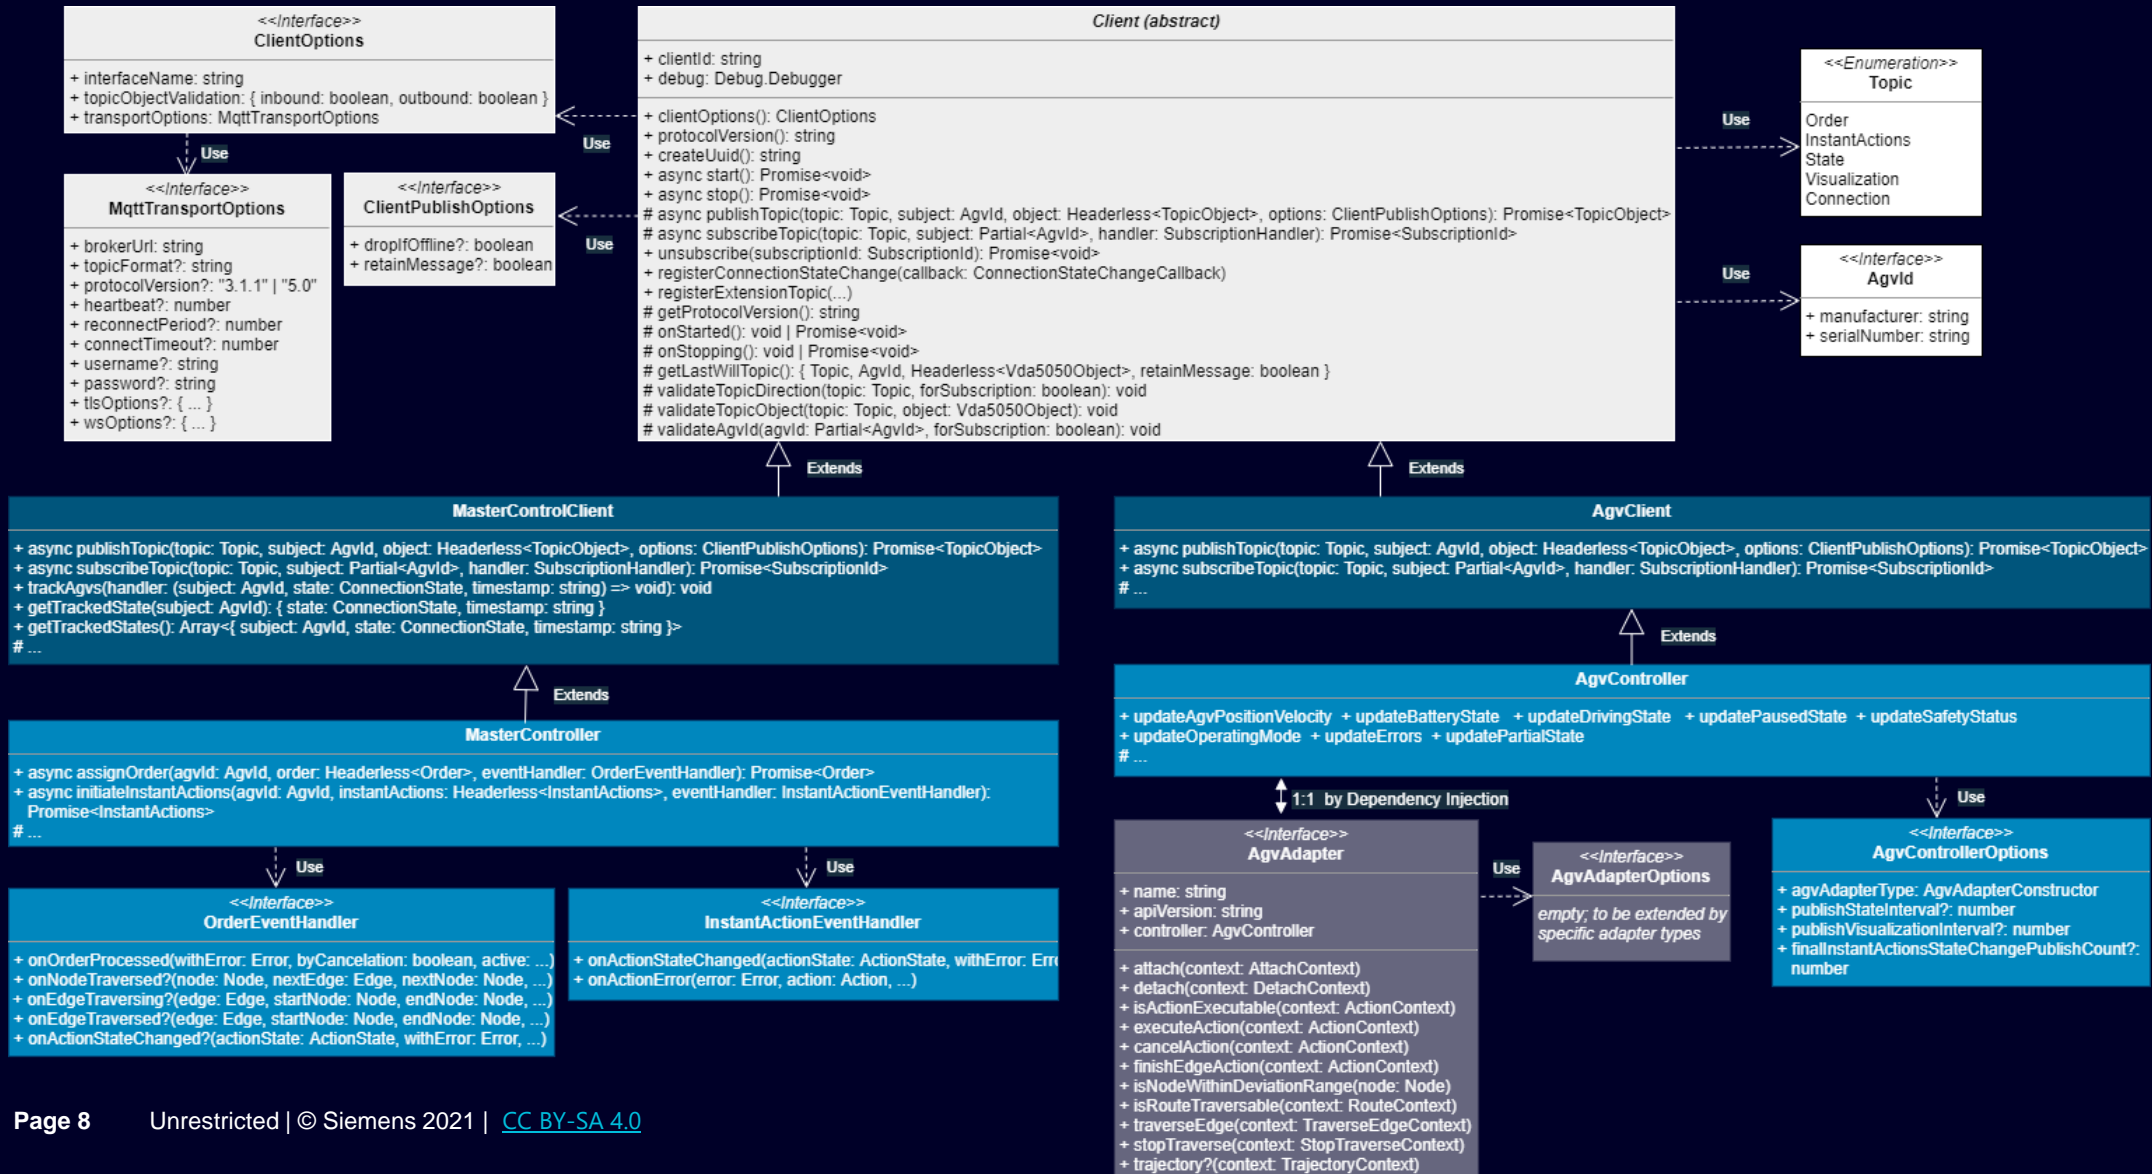 <<Interface>>
ClientOptions
+ interfaceName: string
+ topicObjectValidation: { inbound: boolean, outbound: boolean }
+ transportOptions: MqttTransportOptions
Use
<<Interface>>
MqttTransportOptions
+ brokerUrl: string
+ topicFormat?: string
+ protocolVersion?: "3.1.1" | "5.0"
+ heartbeat?: number
+ reconnectPeriod?: number
+ connectTimeout?: number
+ username?: string
+ password?: string
+ tlsOptions?: { ... }
+ wsOptions?: { ... }
<<Interface>>
ClientPublishOptions
+ dropIfOffline?: boolean
+ retainMessage?: boolean
Use
Use
Client (abstract)
+ clientId: string
+ debug: Debug.Debugger
+ clientOptions(): ClientOptions
+ protocolVersion(): string
+ createUuid(): string
+ async start(): Promise<void>
+ async stop(): Promise<void>
# async publishTopic(topic: Topic, subject: AgvId, object: Headerless<TopicObject>, options: ClientPublishOptions): Promise<TopicObject>
# async subscribeTopic(topic: Topic, subject: Partial<AgvId>, handler: SubscriptionHandler): Promise<SubscriptionId>
+ unsubscribe(subscriptionId: SubscriptionId): Promise<void>
+ registerConnectionStateChange(callback: ConnectionStateChangeCallback)
+ registerExtensionTopic(...)
# getProtocolVersion(): string
# onStarted(): void | Promise<void>
# onStopping(): void | Promise<void>
# getLastWillTopic(): { Topic, AgvId, Headerless<Vda5050Object>, retainMessage: boolean }
# validateTopicDirection(topic: Topic, forSubscription: boolean): void
# validateTopicObject(topic: Topic, object: Vda5050Object): void
# validateAgvId(agvId: Partial<AgvId>, forSubscription: boolean): void
Use
<<Enumeration>>
Topic
Order
InstantActions
State
Visualization
Connection
Use
<<Interface>>
AgvId
+ manufacturer: string
+ serialNumber: string
Extends
Extends
MasterControlClient
+ async publishTopic(topic: Topic, subject: AgvId, object: Headerless<TopicObject>, options: ClientPublishOptions): Promise<TopicObject>
+ async subscribeTopic(topic: Topic, subject: Partial<AgvId>, handler: SubscriptionHandler): Promise<SubscriptionId>
+ trackAgvs(handler: (subject: AgvId, state: ConnectionState, timestamp: string) => void): void
+ getTrackedState(subject: AgvId): { state: ConnectionState, timestamp: string }
+ getTrackedStates(): Array<{ subject: AgvId, state: ConnectionState, timestamp: string }>
# ...
Extends
MasterController
+ async assignOrder(agvId: AgvId, order: Headerless<Order>, eventHandler: OrderEventHandler): Promise<Order>
+ async initiateInstantActions(agvId: AgvId, instantActions: Headerless<InstantActions>, eventHandler: InstantActionEventHandler):
Promise<InstantActions>
# ...
Use
Use
<<Interface>>
OrderEventHandler
+ onOrderProcessed(withError: Error, byCancelation: boolean, active: ...)
+ onNodeTraversed?(node: Node, nextEdge: Edge, nextNode: Node, ...)
+ onEdgeTraversing?(edge: Edge, startNode: Node, endNode: Node, ...)
+ onEdgeTraversed?(edge: Edge, startNode: Node, endNode: Node, ...)
+ onActionStateChanged?(actionState: ActionState, withError: Error, ...)
<<Interface>>
InstantActionEventHandler
+ onActionStateChanged(actionState: ActionState, withError: Erro
+ onActionError(error: Error, action: Action, ...)
AgvClient
+ async publishTopic(topic: Topic, subject: AgvId, object: Headerless<TopicObject>, options: ClientPublishOptions): Promise<TopicObject>
+ async subscribeTopic(topic: Topic, subject: Partial<AgvId>, handler: SubscriptionHandler): Promise<SubscriptionId>
# ...
Extends
AgvController
+ updateAgvPositionVelocity + updateBatteryState + updateDrivingState + updatePausedState + updateSafetyStatus
+ updateOperatingMode + updateErrors + updatePartialState
# ...
1:1 by Dependency Injection
Use
<<Interface>>
AgvAdapter
+ name: string
+ apiVersion: string
+ controller: AgvController
+ attach(context: AttachContext)
+ detach(context: DetachContext)
+ isActionExecutable(context: ActionContext)
+ executeAction(context: ActionContext)
+ cancelAction(context: ActionContext)
+ finishEdgeAction(context: ActionContext)
+ isNodeWithinDeviationRange(node: Node)
+ isRouteTraversable(context: RouteContext)
+ traverseEdge(context: TraverseEdgeContext)
+ stopTraverse(context: StopTraverseContext)
+ trajectory?(context: TrajectoryContext)
Use
<<Interface>>
AgvAdapterOptions
empty; to be extended by
specific adapter types
<<Interface>>
AgvControllerOptions
+ agvAdapterType: AgvAdapterConstructor
+ publishStateInterval?: number
+ publishVisualizationInterval?: number
+ finalInstantActionsStateChangePublishCount?:
number
Page 8 Unrestricted | © Siemens 2021 | CC BY-SA 4.0